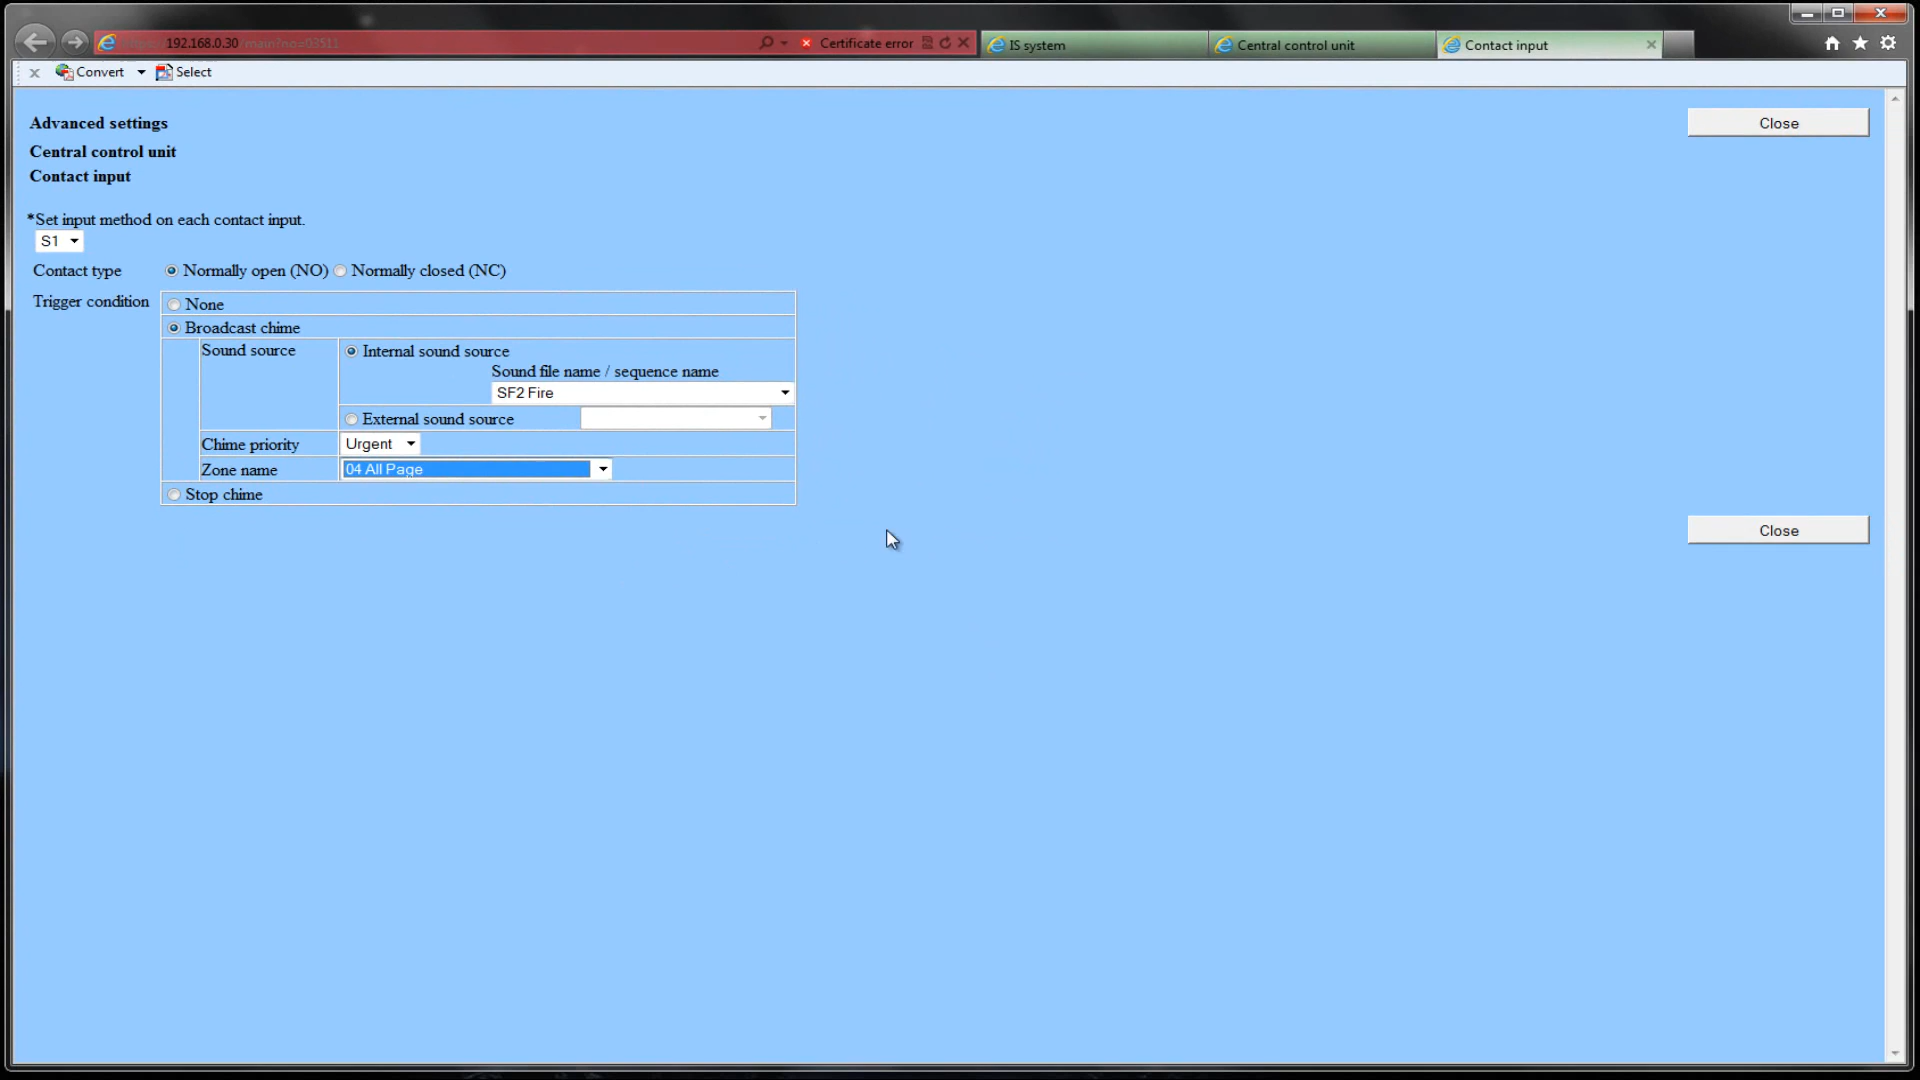 192.168.0.30/main?no=03511
Certificate error
IS system
Central control unit
Contact input
x
Convert
Select
Advanced settings
Close
Central control unit
Contact input
*Set input method on each contact input.
S1
Contact type
Normally open (NO)
Normally closed (NC)
Trigger condition
None
Broadcast chime
Sound source
Internal sound source
Sound file name / sequence name
SF2 Fire
External sound source
Chime priority
Urgent
Zone name
04 All Page
Stop chime
Close